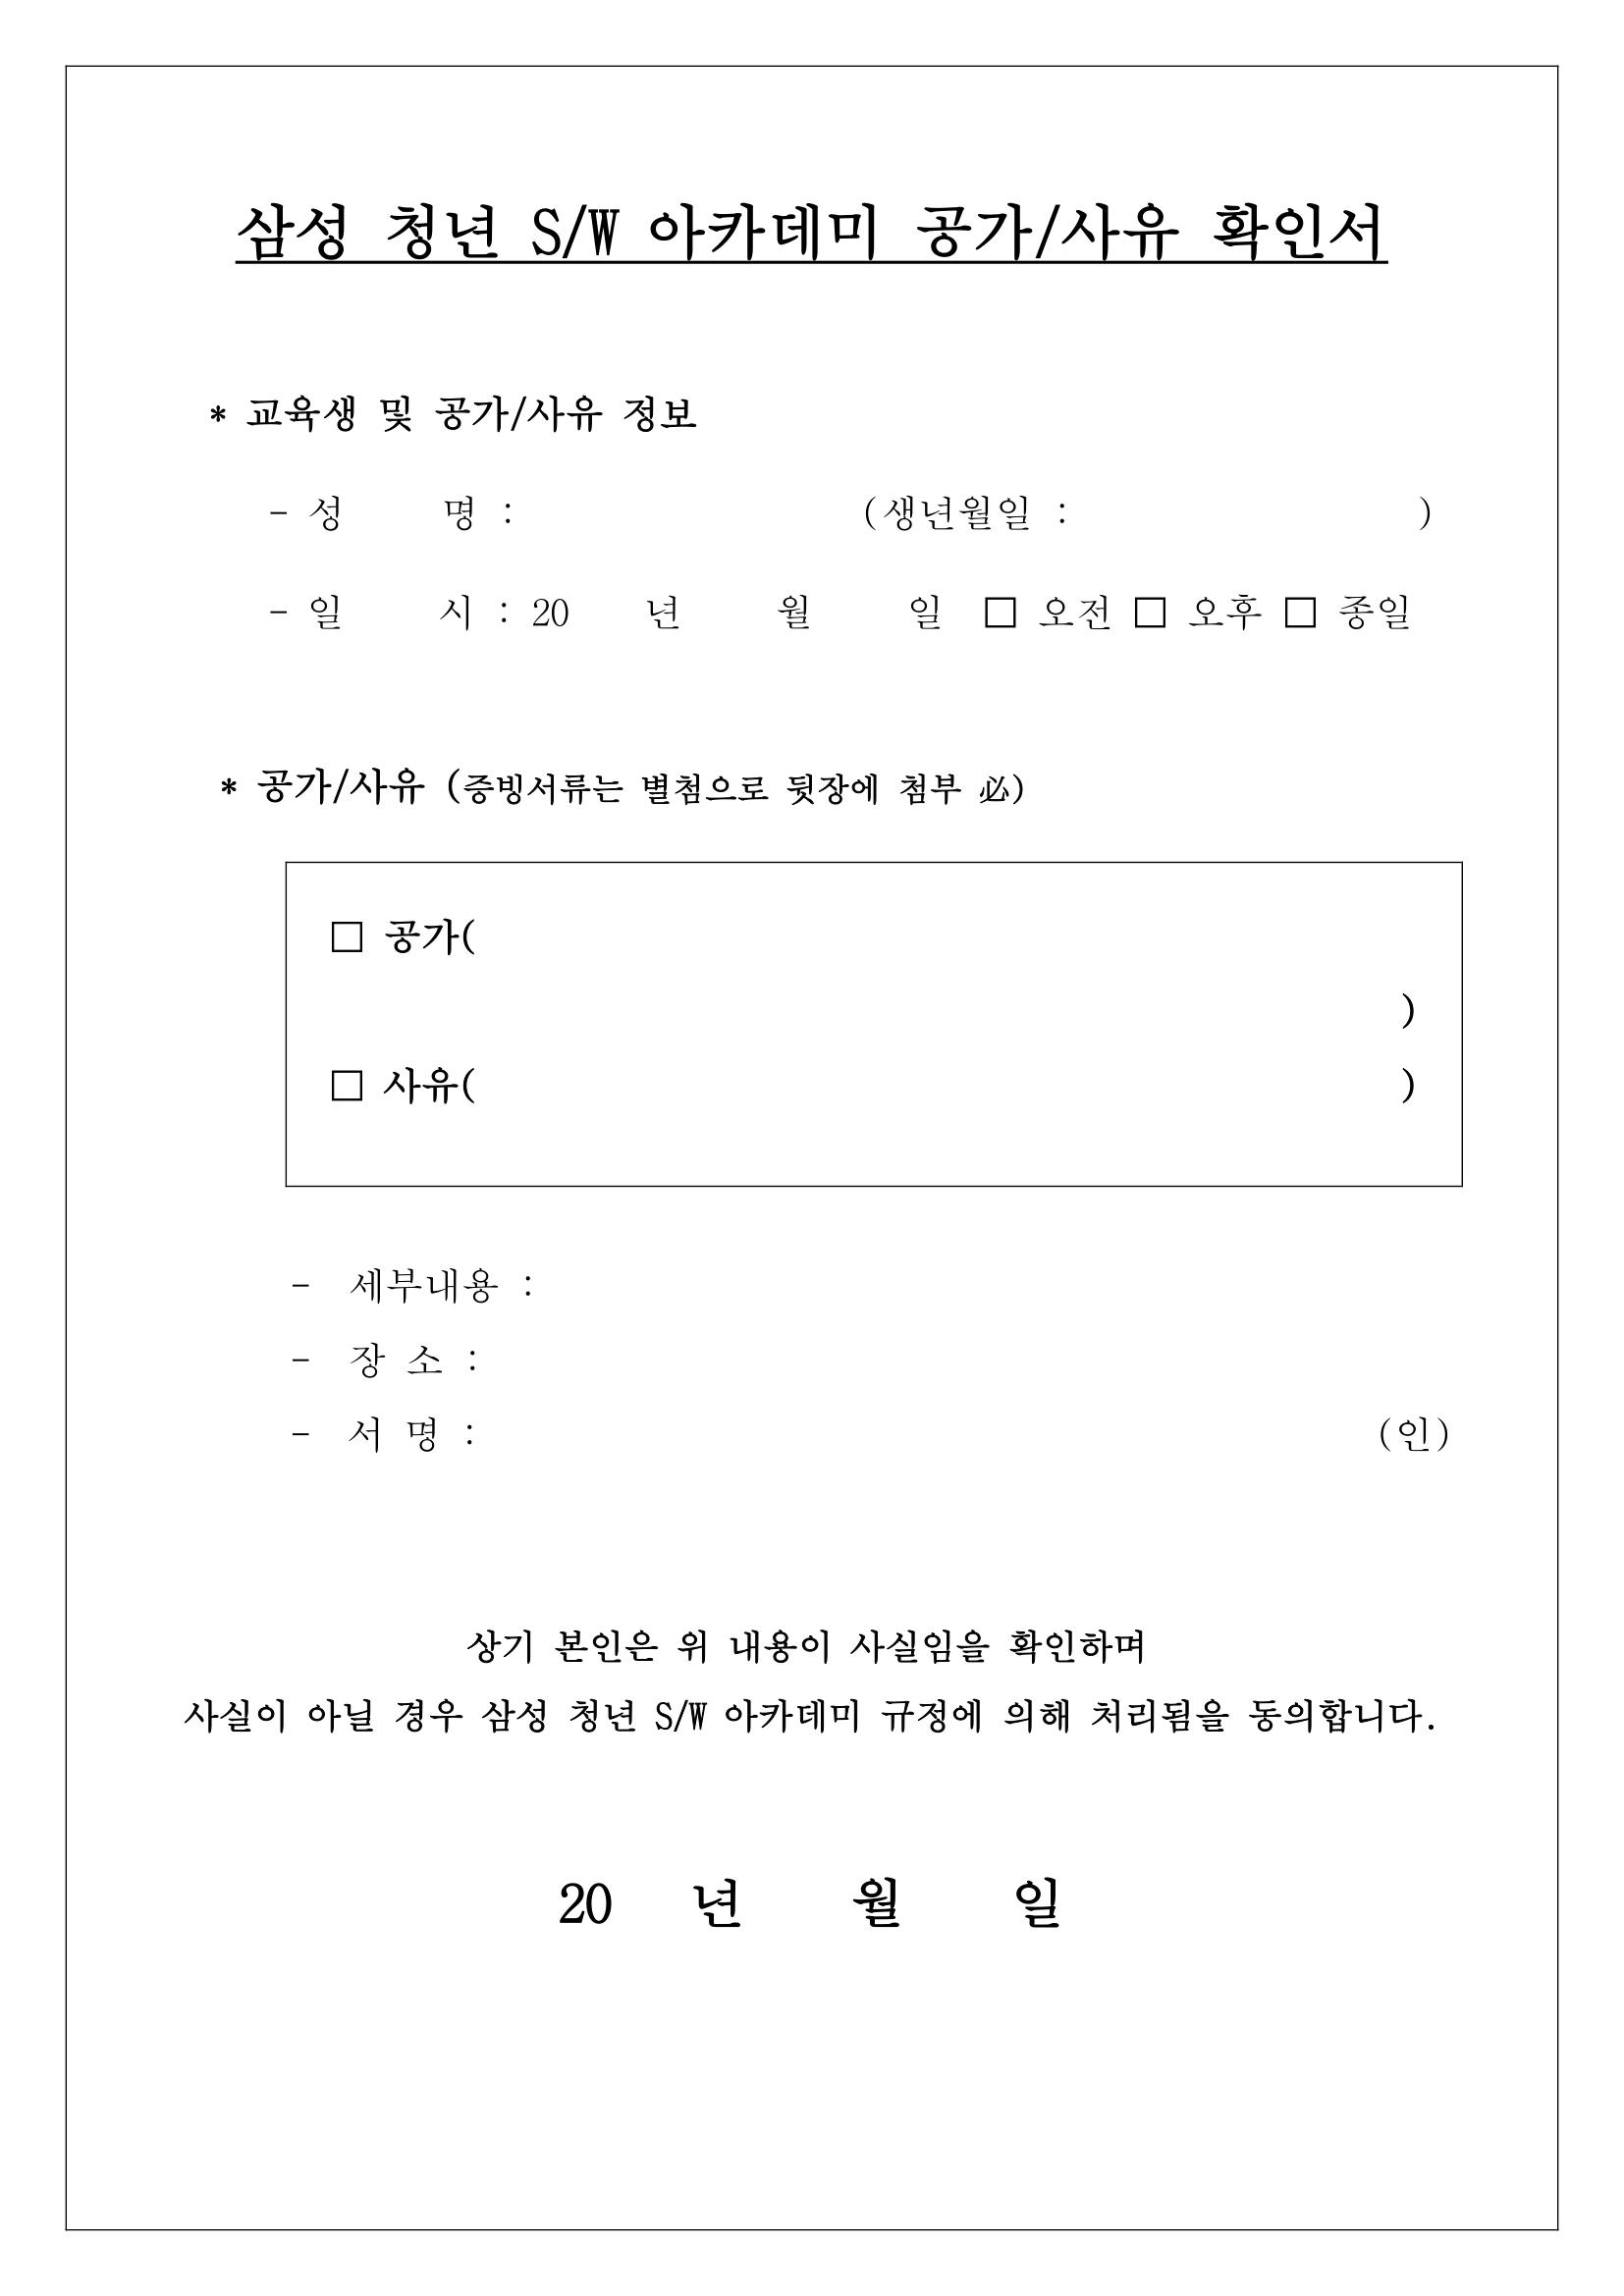 삼성 청년 S/W 아카데미 공가/사유 확인서
* 교육생 및 공가/사유 정보
- 성 명 : (생년월일 : )
- 일 시 : 20 년 월 일 □ 오전 □ 오후 □ 종일
* 공가/사유 (증빙서류는 별첨으로 뒷장에 첨부 必)
□ 공가(
)
□ 사유( )
- 세부내용 :
- 장 소 :
- 서 명 : (인)
상기 본인은 위 내용이 사실임을 확인하며
사실이 아닐 경우 삼성 청년 S/W 아카데미 규정에 의해 처리됨을 동의합니다.
20 년 월 일